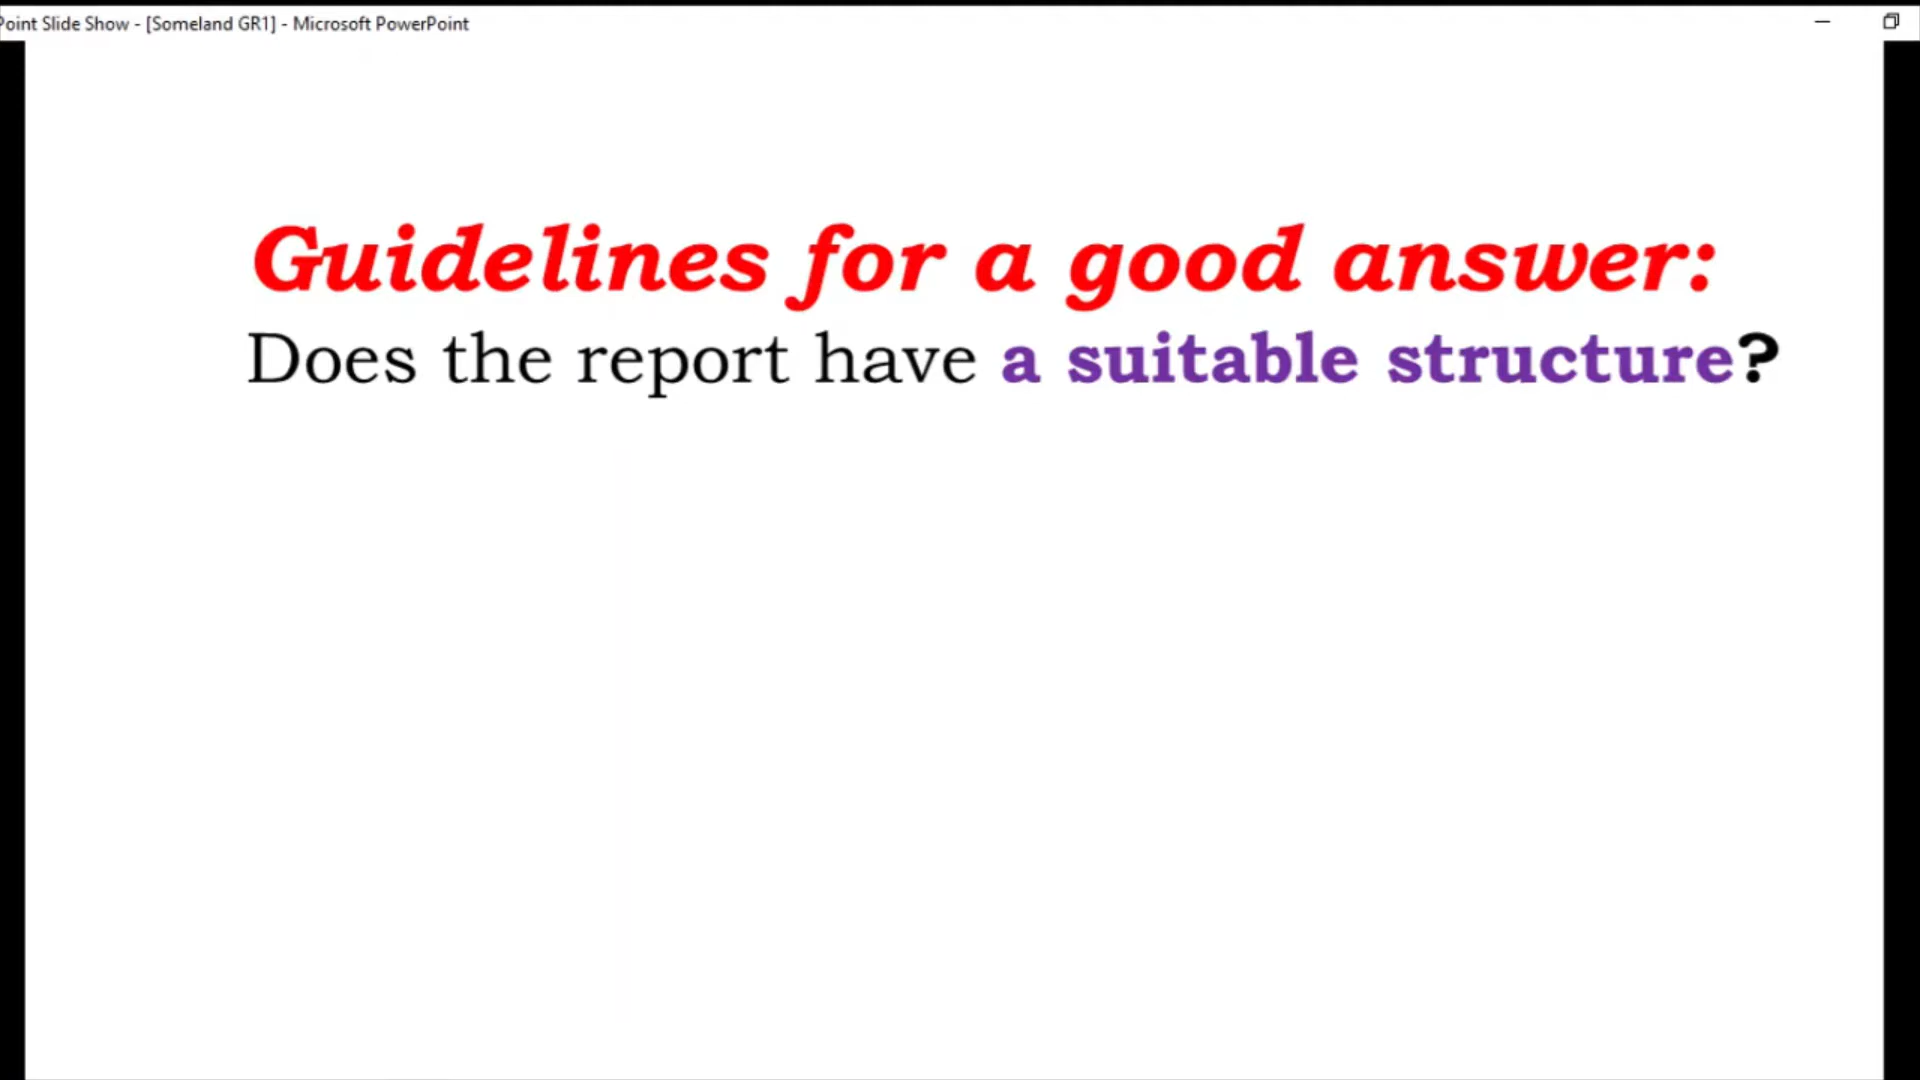 Point Slide Show - [Someland GR1] - Microsoft PowerPoint
Guidelines for a good answer:
Does the report have a suitable structure?